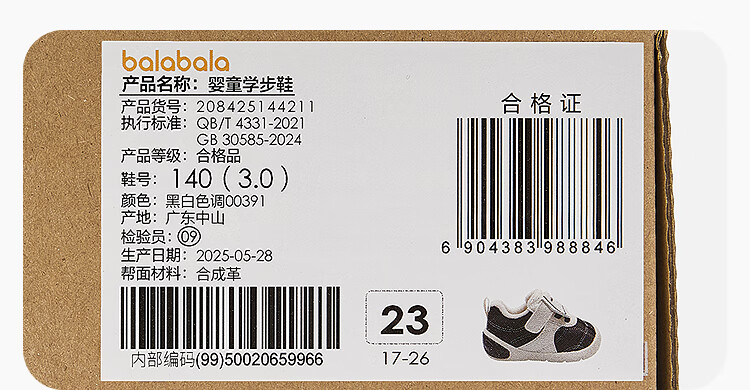 balabala
产品名称：婴童学步鞋
产品货号：208425144211
执行标准：QB/T 4331-2021
GB 30585-2024
产品等级：合格品
鞋号：140（3.0）
颜色：黑白色调00391
产地：广东中山
检验员：09
生产日期：2025-05-28
帮面材料：合成革
内部编码(99)50020659966
合格证
6 904383 988846
23
17-26